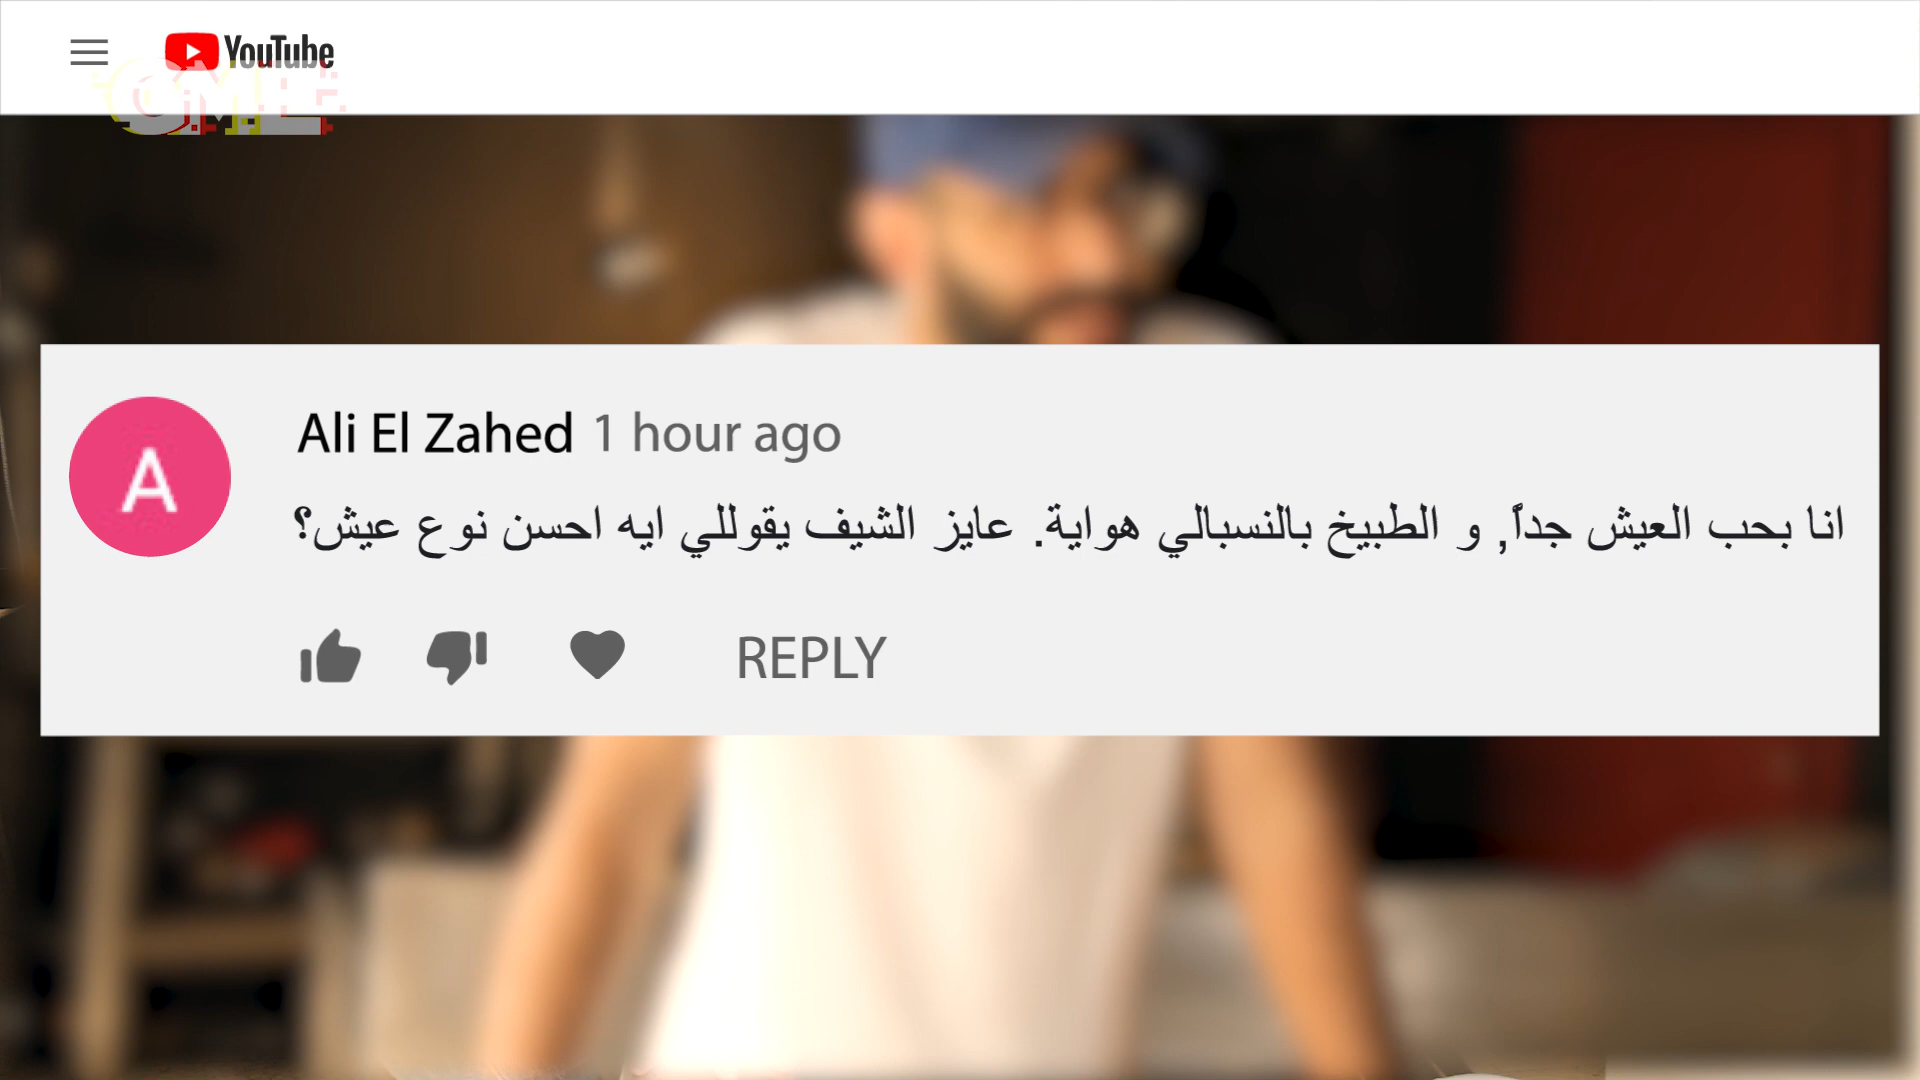 YouTube
A
Ali El Zahed 1 hour ago
انا بحب العيش جداً, و الطبيخ بالنسبالي هواية. عايز الشيف يقوللي ايه احسن نوع عيش؟
REPLY